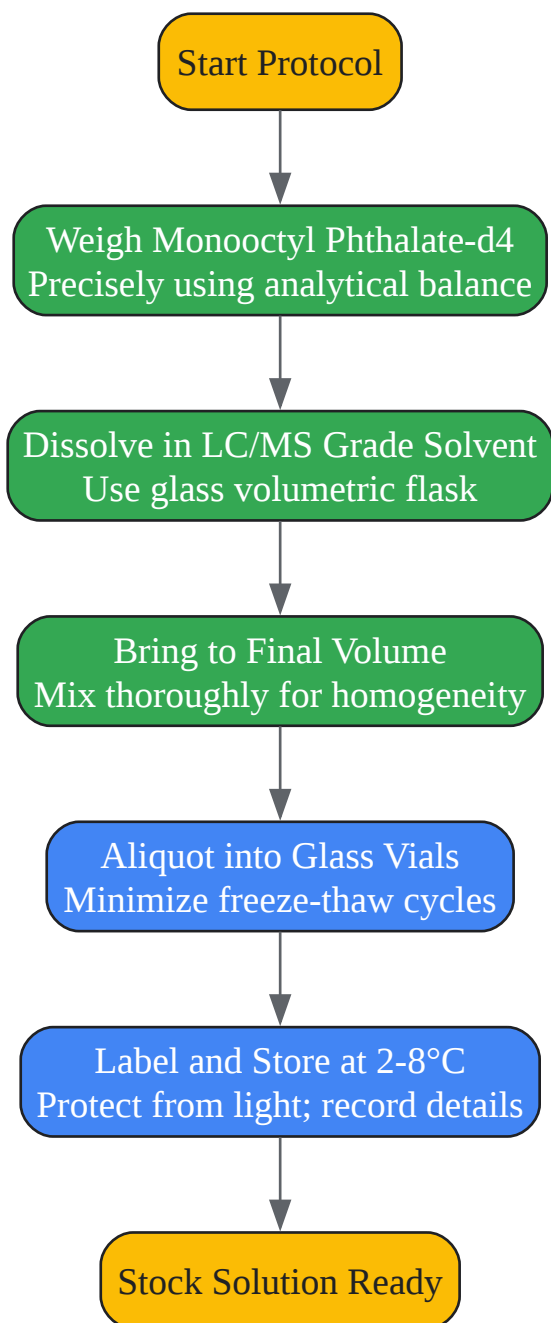 Start Protocol
Weigh Monooctyl Phthalate-d4
Precisely using analytical balance
Dissolve in LC/MS Grade Solvent
Use glass volumetric flask
Bring to Final Volume
Mix thoroughly for homogeneity
Aliquot into Glass Vials
Minimize freeze-thaw cycles
Label and Store at 2-8°C
Protect from light; record details
Stock Solution Ready